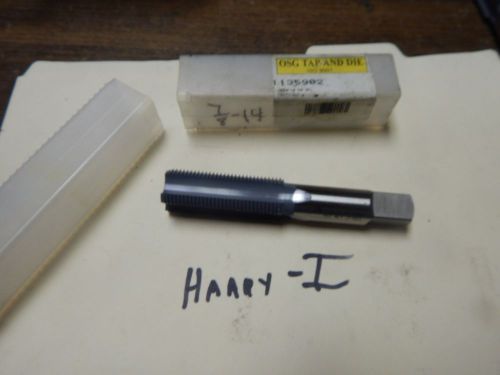 OSG TAP AND DIE
1135902
7/8-14
HARRY-I